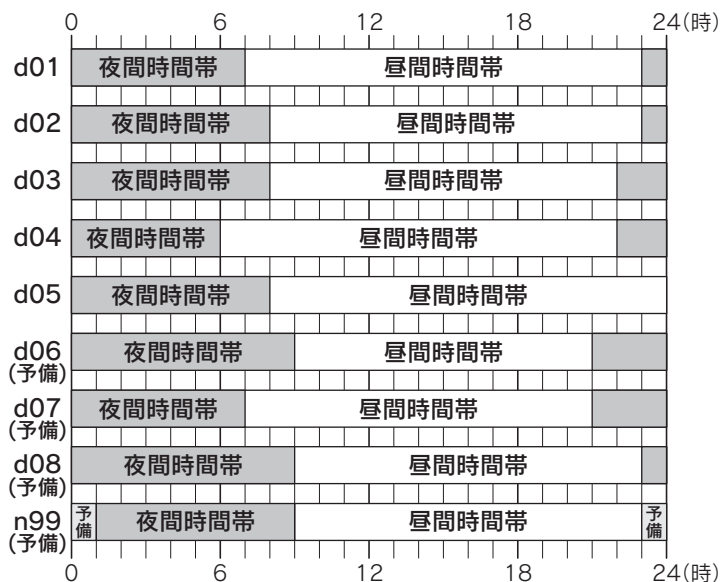 0 6 12 18 24(時)
d01 夜間時間帯 昼間時間帯
d02 夜間時間帯 昼間時間帯
d03 夜間時間帯 昼間時間帯
d04 夜間時間帯 昼間時間帯
d05 夜間時間帯 昼間時間帯
d06 夜間時間帯 昼間時間帯
(予備)
d07 夜間時間帯 昼間時間帯
(予備)
d08 夜間時間帯 昼間時間帯
(予備)
n99 予備 夜間時間帯 昼間時間帯 予備
(予備)
0 6 12 18 24(時)